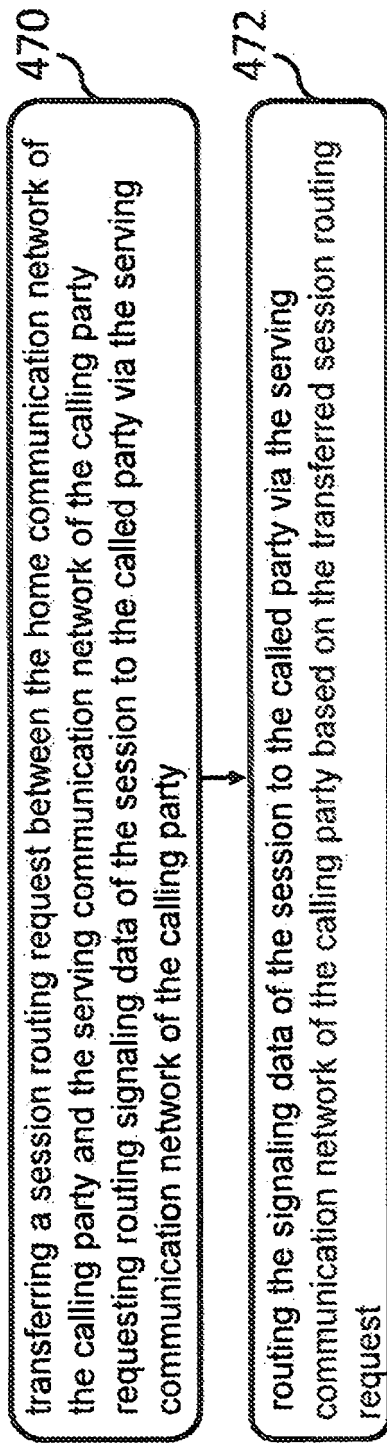 470
transferring a session routing request between the home communication network of
the calling party and the serving communication network of the calling party
requesting routing signaling data of the session to the called party via the serving
communication network of the calling party
472
routing the signaling data of the session to the called party via the serving
communication network of the calling party based on the transferred session routing
request